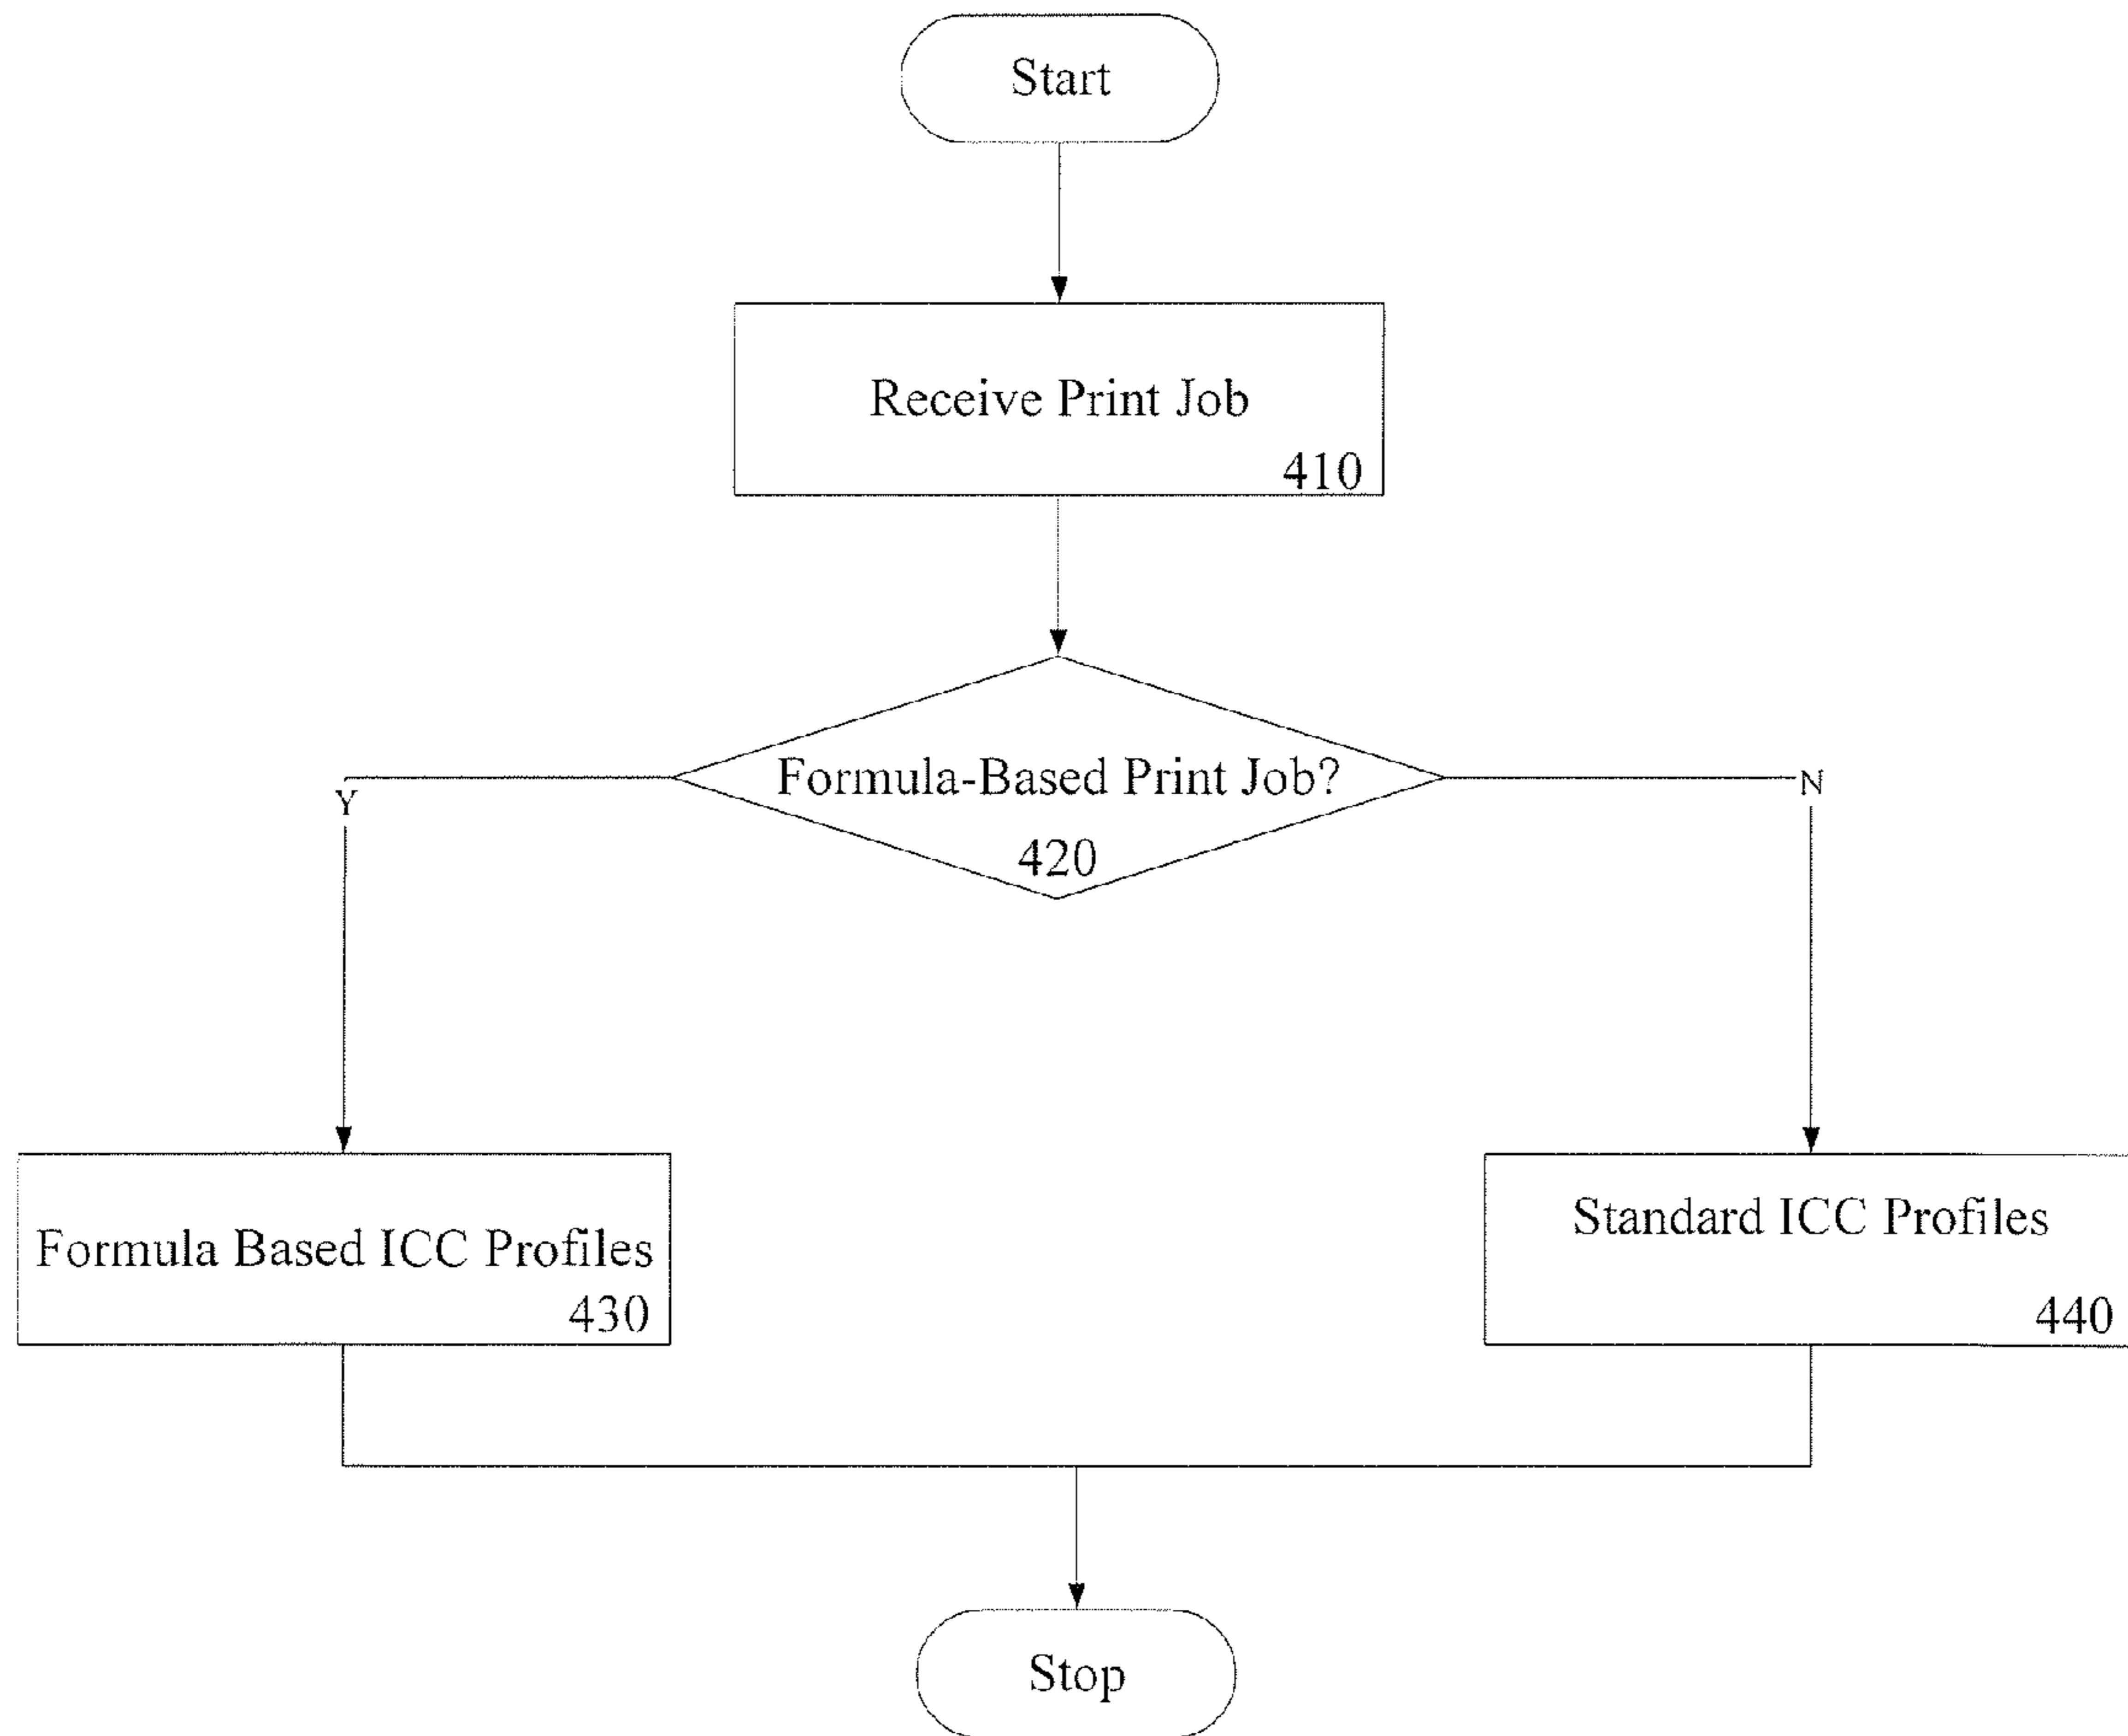 Start
Receive Print Job
410
Formula-Based Print Job?
Y
N
420
Formula Based ICC Profiles
430
Standard ICC Profiles
440
Stop